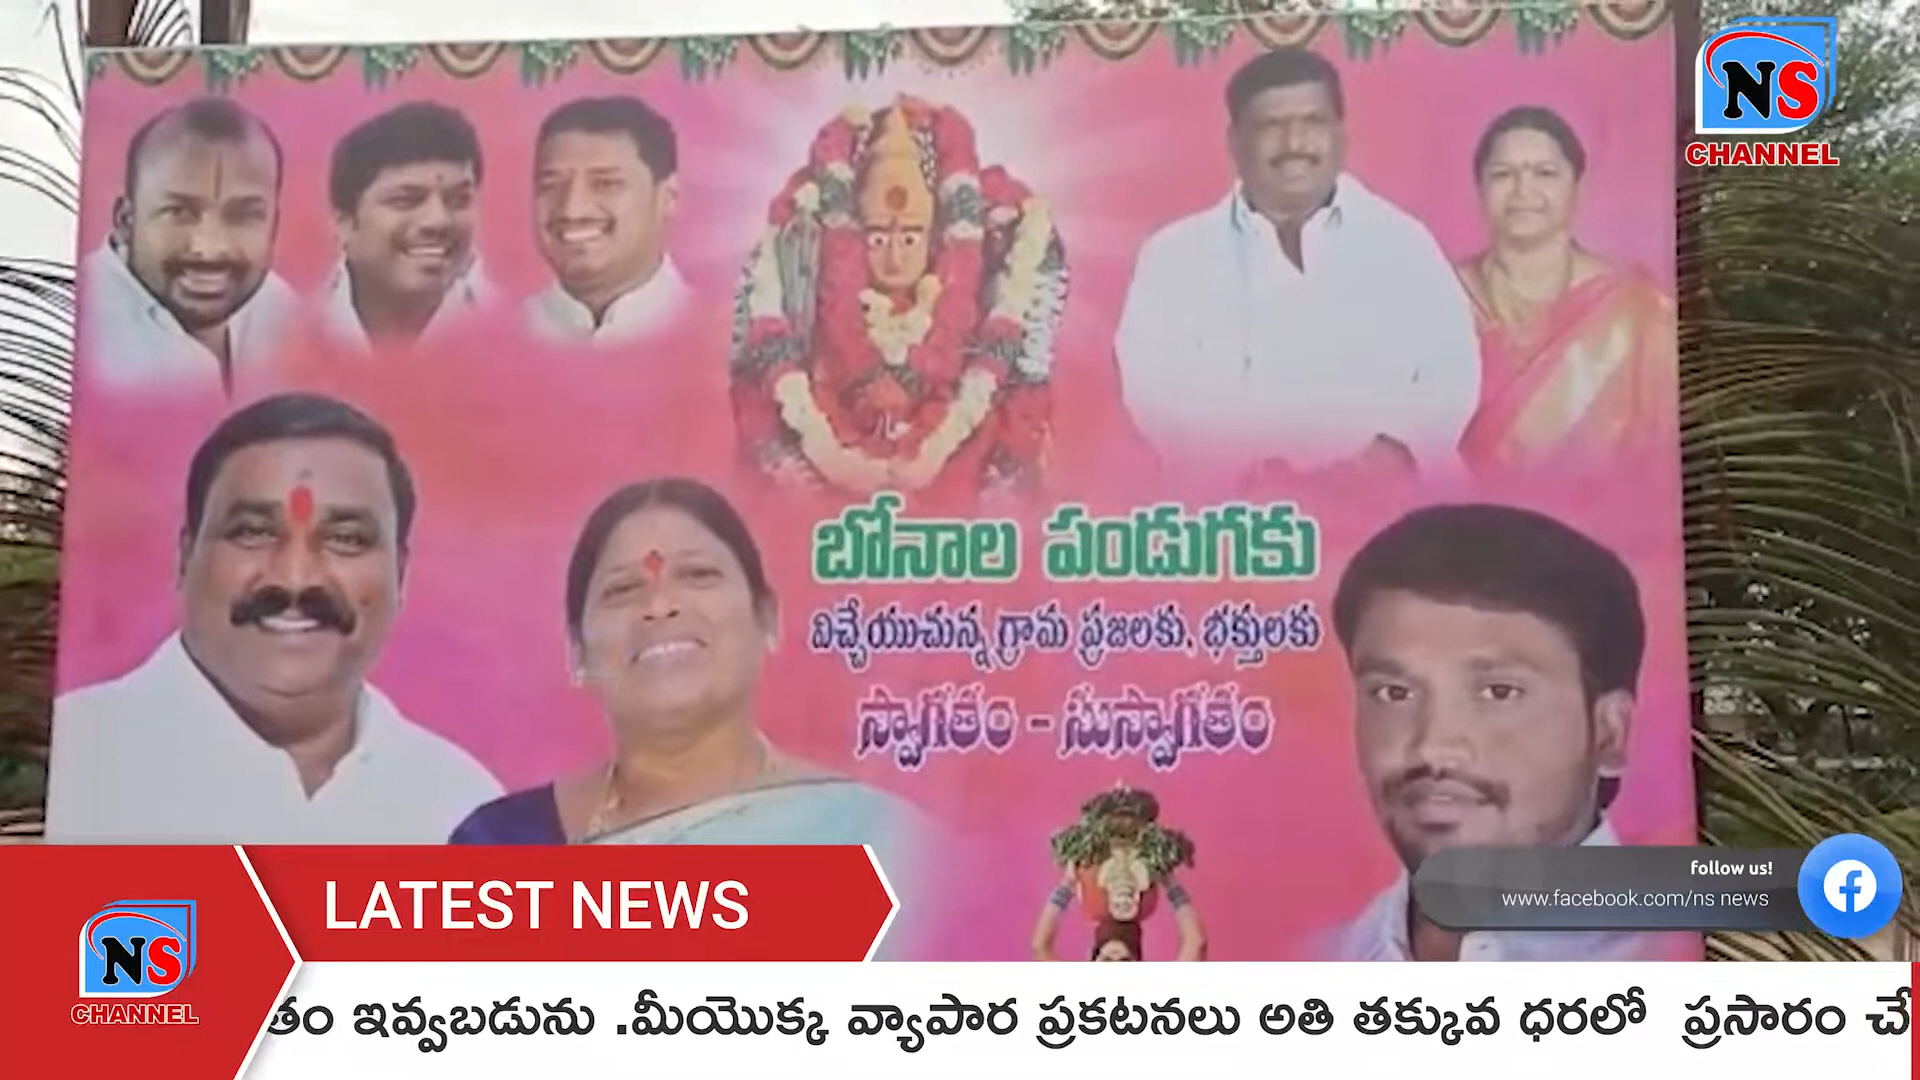 NS
CHANNEL
బోనాల పండుగకు
విచ్చేయుచున్న గ్రామ ప్రజలకు, భక్తులకు
స్వాగతం - సుస్వాగతం
follow us!
www.facebook.com/ns news
LATEST NEWS
NS
CHANNEL
తం ఇవ్వబడును .మీయొక్క వ్యాపార ప్రకటనలు అతి తక్కువ ధరలో ప్రసారం చే